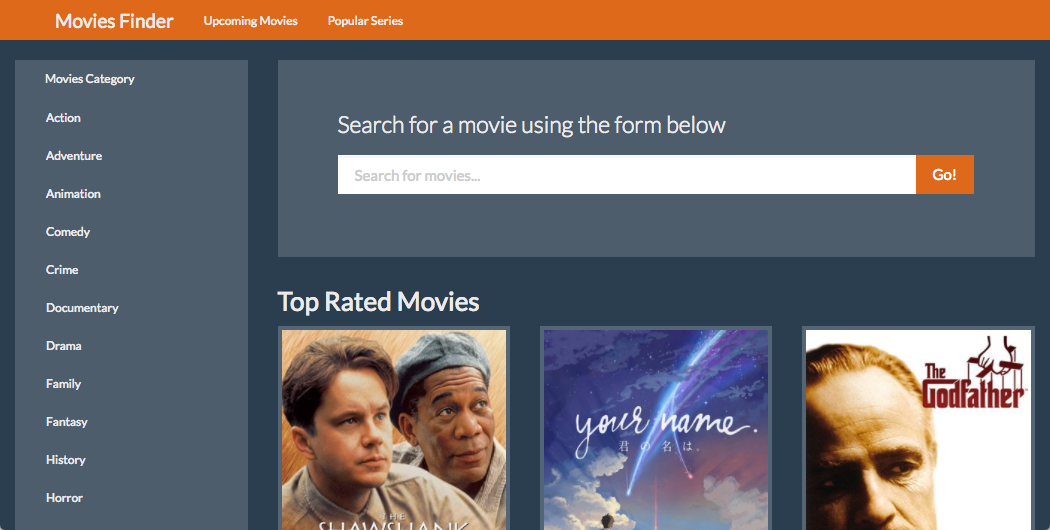 Movies Finder
Upcoming Movies
Popular Series
Movies Category
Action
Adventure
Animation
Comedy
Crime
Documentary
Drama
Family
Fantasy
History
Horror
Search for a movie using the form below
Search for movies...
Go!
Top Rated Movies
THE
SHAWSHANK
your name.
君の名は。
The
Godfather